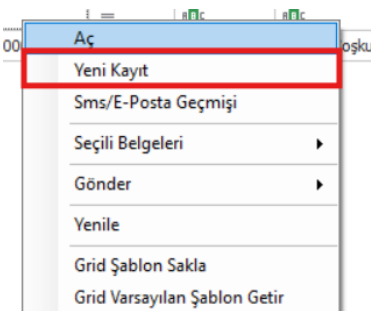 Aç
Yeni Kayıt
Sms/E-Posta Geçmişi
Seçili Belgeleri
Gönder
Yenile
Grid Şablon Sakla
Grid Varsayılan Şablon Getir